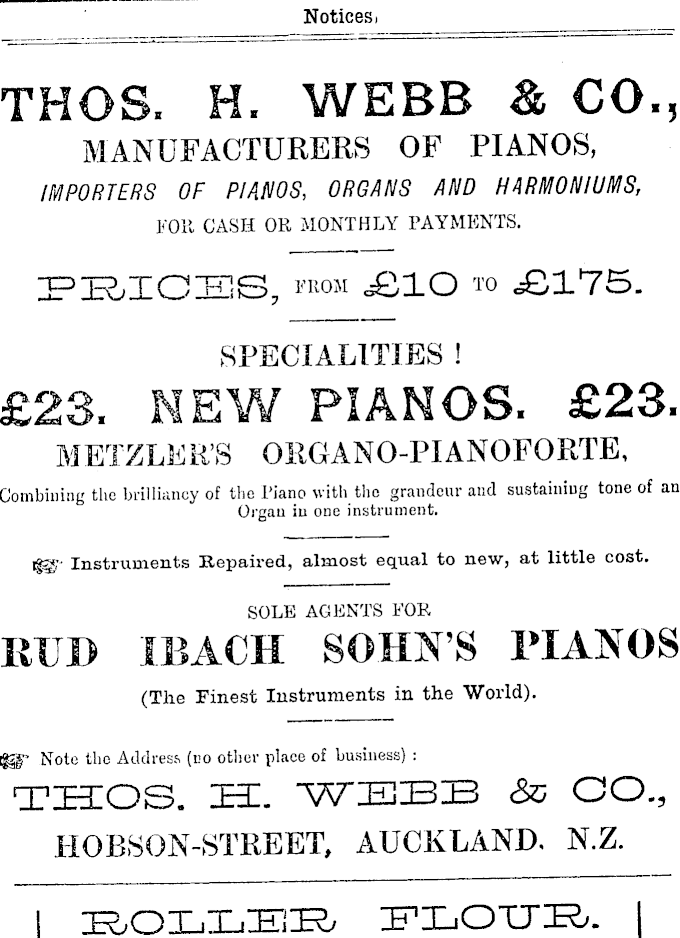 Notices,
THOS. H. WEBB & CO.,
MANUFACTURERS OF PIANOS,
IMPORTERS OF PIANOS, ORGANS AND HARMONIUMS,
FOR CASH OR MONTHLY PAYMENTS.
PRICES, FROM £10 TO £175.
SPECIALITIES !
£23. NEW PIANOS. £23.
METZLER'S ORGANO-PIANOFORTE,
Combining the brilliancy of the Piano with the grandeur and sustaining tone of an
Organ in one instrument.
☞ Instruments Repaired, almost equal to new, at little cost.
SOLE AGENTS FOR
RUD IBACH SOHN'S PIANOS
(The Finest Instruments in the World).
☞ Note the Address (no other place of business) :
THOS. H. WEBB & CO.,
HOBSON-STREET, AUCKLAND. N.Z.
ROLLER FLOUR.